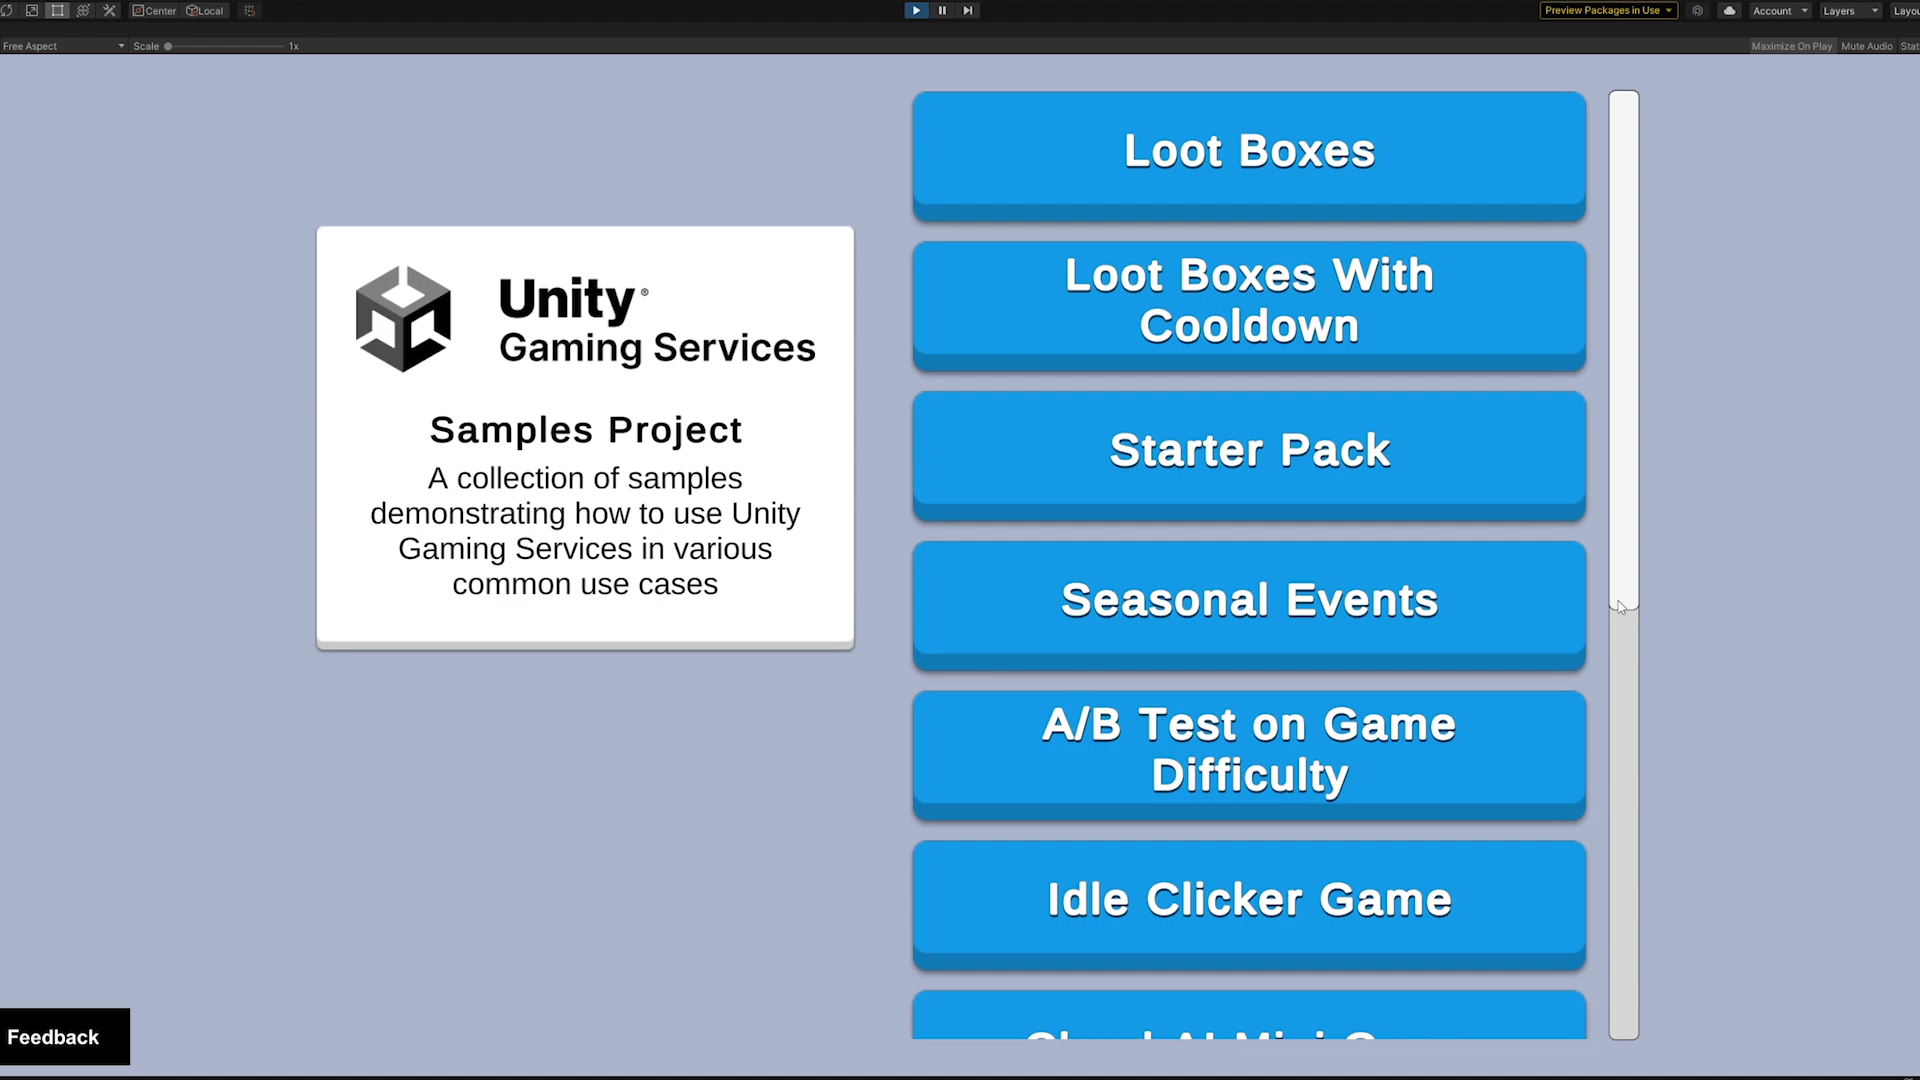 Center Local
Preview Packages in Use
Account
Layers
Free Aspect
Scale
1x
Maximize On Play
Mute Audio
Unity®
Gaming Services
Samples Project
A collection of samples
demonstrating how to use Unity
Gaming Services in various
common use cases
Loot Boxes
Loot Boxes With
Cooldown
Starter Pack
Seasonal Events
A/B Test on Game
Difficulty
Idle Clicker Game
Feedback